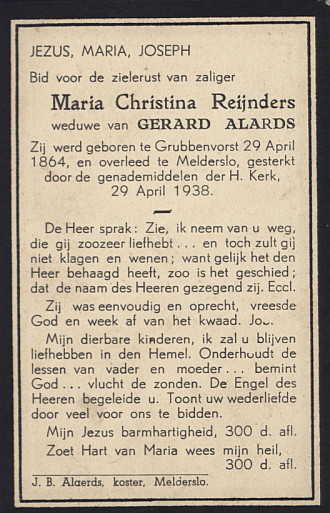 JEZUS, MARIA, JOSEPH
Bid voor de zielerust van zaliger
Maria Christina Reijnders
weduwe van GERARD ALARDS
Zij werd geboren te Grubbenvorst 29 April
1864, en overleed te Melderslo, gesterkt
door de genademiddelen der H. Kerk,
29 April 1938.
De Heer sprak: Zie, ik neem van u weg,
die gij zoozeer liefhebt... en toch zult gij
niet klagen en wenen; want gelijk het den
Heer behaagd heeft, zoo is het geschied;
dat de naam des Heeren gezegend zij. Eccl.
Zij was eenvoudig en oprecht, vreesde
God en week af van het kwaad. Job.
Mijn dierbare kinderen, ik zal u blijven
liefhebben in den Hemel. Onderhoudt de
lessen van vader en moeder... bemint
God... vlucht de zonden. De Engel des
Heeren begeleide u. Toont uw wederliefde
door veel voor ons te bidden.
Mijn Jezus barmhartigheid, 300 d. afl.
Zoet Hart van Maria wees mijn heil,
300 d. afl.
J. B. Alaerds, koster, Melderslo.